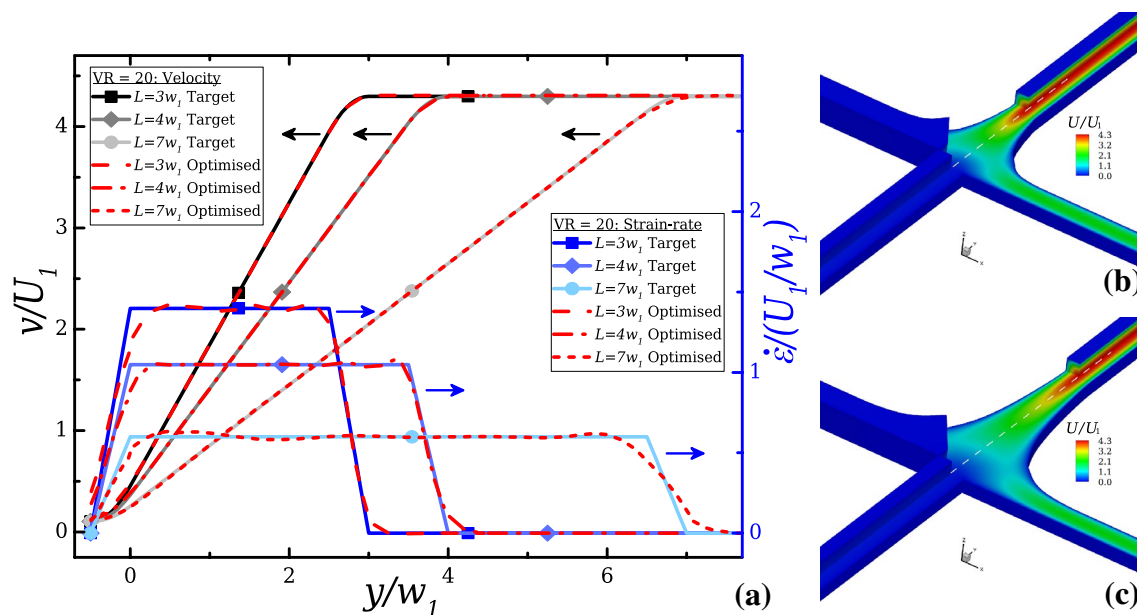 VR = 20: Velocity
L=3w₁ Target
L=4w₁ Target
L=7w₁ Target
L=3w₁ Optimised
L=4w₁ Optimised
L=7w₁ Optimised
VR = 20: Strain-rate
L=3w₁ Target
L=4w₁ Target
L=7w₁ Target
L=3w₁ Optimised
L=4w₁ Optimised
L=7w₁ Optimised
v/U₁
4
3
2
1
0
0
2
4
6
y/w₁
2
1
0
ε̇/(U₁/w₁)
(a)
U/U₁
4.3
3.2
2.1
1.1
0.0
z
x
(b)
U/U₁
4.3
3.2
2.1
1.1
0.0
z
x
(c)